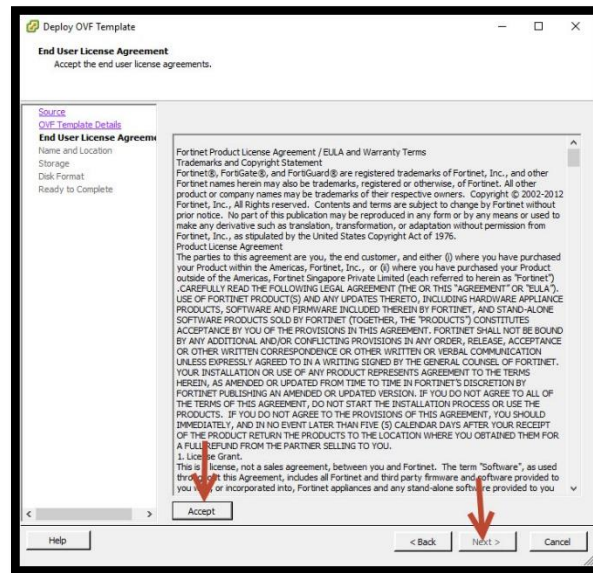 Deploy OVF Template
End User License Agreement
Accept the end user license agreements.
Source
OVF Template Details
End User License Agreeme
Name and Location
Storage
Disk Format
Ready to Complete
Fortinet Product License Agreement / EULA and Warranty Terms
Trademarks and Copyright Statement
Fortinet®, FortiGate®, and FortiGuard® are registered trademarks of Fortinet, Inc., and other
Fortinet names herein may also be trademarks, registered or otherwise, of Fortinet. All other
product or company names may be trademarks of their respective owners. Copyright © 2002-2012
Fortinet, Inc., All Rights reserved. Contents and terms are subject to change by Fortinet without
prior notice. No part of this publication may be reproduced in any form or by any means or used to
make any derivative such as translation, transformation, or adaptation without permission from
Fortinet, Inc., as stipulated by the United States Copyright Act of 1976.
Product License Agreement
The parties to this agreement are you, the end customer, and either (i) where you have purchased
your Product within the Americas, Fortinet, Inc., or (ii) where you have purchased your Product
outside of the Americas, Fortinet Singapore Private Limited (each referred to herein as "Fortinet")
.CAREFULLY READ THE FOLLOWING LEGAL AGREEMENT (THE OR THIS "AGREEMENT" OR "EULA").
USE OF FORTINET PRODUCT(S) AND ANY UPDATES THERETO, INCLUDING HARDWARE APPLIANCE
PRODUCTS, SOFTWARE AND FIRMWARE INCLUDED THEREIN BY FORTINET, AND STAND-ALONE
SOFTWARE PRODUCTS SOLD BY FORTINET (TOGETHER, THE "PRODUCTS") CONSTITUTES
ACCEPTANCE BY YOU OF THE PROVISIONS IN THIS AGREEMENT. FORTINET SHALL NOT BE BOUND
BY ANY ADDITIONAL AND/OR CONFLICTING PROVISIONS IN ANY ORDER, RELEASE, ACCEPTANCE
OR OTHER WRITTEN CORRESPONDENCE OR OTHER WRITTEN OR VERBAL COMMUNICATION
UNLESS EXPRESSLY AGREED TO IN A WRITING SIGNED BY THE GENERAL COUNSEL OF FORTINET.
YOUR INSTALLATION OR USE OF ANY PRODUCT REPRESENTS AGREEMENT TO THE TERMS
HEREIN, AS AMENDED OR UPDATED FROM TIME TO TIME IN FORTINET'S DISCRETION BY
FORTINET PUBLISHING AN AMENDED OR UPDATED VERSION. IF YOU DO NOT AGREE TO ALL OF
THE TERMS OF THIS AGREEMENT, DO NOT START THE INSTALLATION PROCESS OR USE THE
PRODUCTS. IF YOU DO NOT AGREE TO THE PROVISIONS OF THIS AGREEMENT, YOU SHOULD
IMMEDIATELY, AND IN NO EVENT LATER THAN FIVE (5) CALENDAR DAYS AFTER YOUR RECEIPT
OF THE PRODUCT RETURN THE PRODUCTS TO THE LOCATION WHERE YOU OBTAINED THEM FOR
A FULL REFUND FROM THE PARTNER SELLING TO YOU.
1. License Grant.
This is a license, not a sales agreement, between you and Fortinet. The term "Software", as used
throughout this Agreement, includes all Fortinet and third party firmware and software provided to
you with, or incorporated into, Fortinet appliances and any stand-alone software provided to you
Accept
Help
< Back
Next >
Cancel